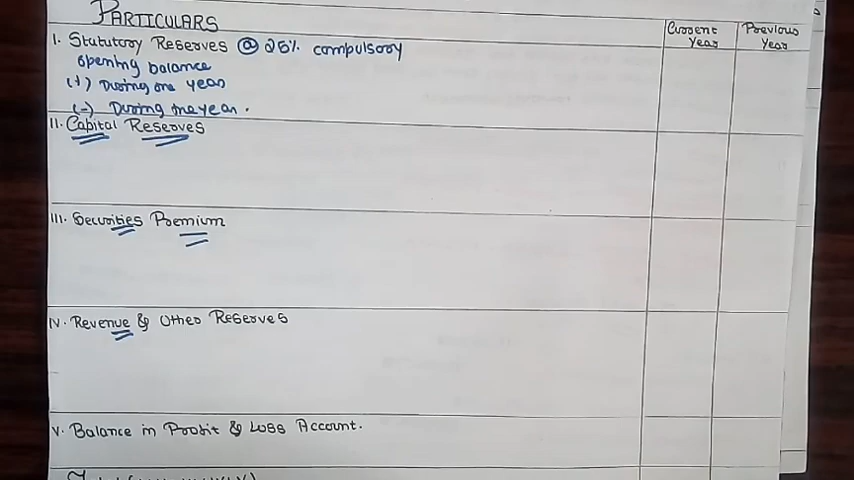 PARTICULARS
Current Year
Previous Year
I. Statutory Reserves @ 25% compulsory
opening balance
(+) During the year
(-) During the year.
II. Capital Reserves
III. Securities Premium
IV. Revenue & Other Reserves
V. Balance in Profit & Loss Account.